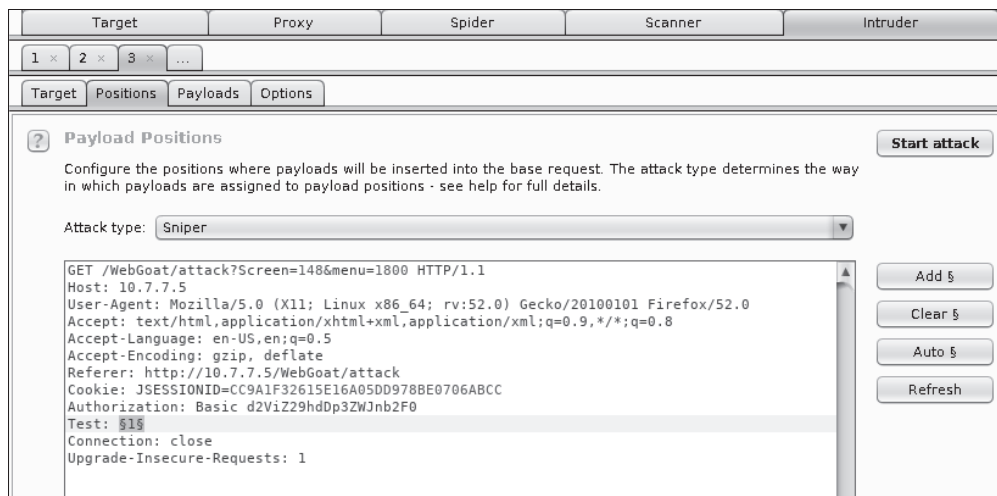 Target Proxy Spider Scanner Intruder
1 × 2 × 3 × ...
Target Positions Payloads Options
? Payload Positions
Start attack
Configure the positions where payloads will be inserted into the base request. The attack type determines the way
in which payloads are assigned to payload positions - see help for full details.
Attack type: Sniper
GET /WebGoat/attack?Screen=148&menu=1800 HTTP/1.1
Host: 10.7.7.5
User-Agent: Mozilla/5.0 (X11; Linux x86_64; rv:52.0) Gecko/20100101 Firefox/52.0
Accept: text/html,application/xhtml+xml,application/xml;q=0.9,*/*;q=0.8
Accept-Language: en-US,en;q=0.5
Accept-Encoding: gzip, deflate
Referer: http://10.7.7.5/WebGoat/attack
Cookie: JSESSIONID=CC9A1F32615E16A05DD978BE0706ABCC
Authorization: Basic d2ViZ29hdDp3ZWJnb2F0
Test: §1§
Connection: close
Upgrade-Insecure-Requests: 1
Add §
Clear §
Auto §
Refresh